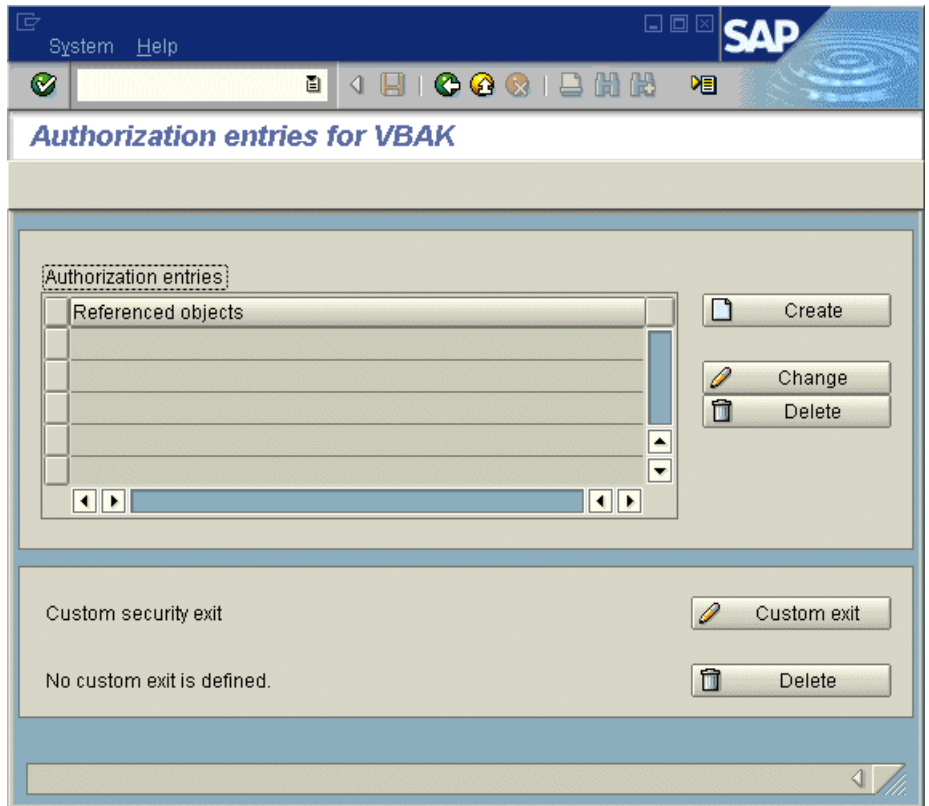 System Help
SAP
Authorization entries for VBAK
Authorization entries
Referenced objects
Create
Change
Delete
Custom security exit
Custom exit
No custom exit is defined.
Delete